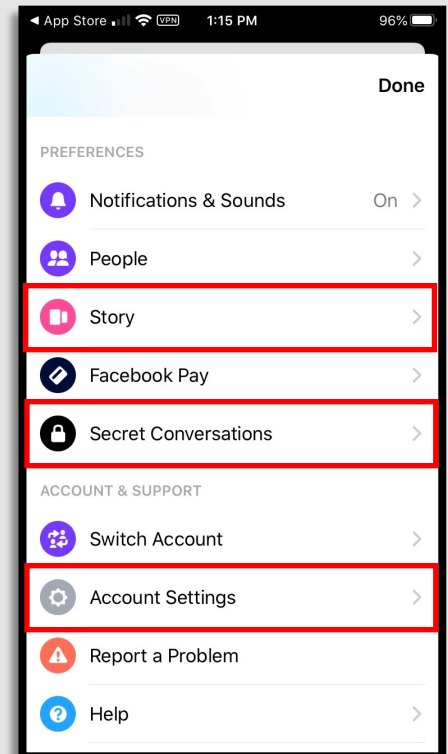 App Store VPN 1:15 PM 96%
Done
PREFERENCES
Notifications & Sounds On
People
Story
Facebook Pay
Secret Conversations
ACCOUNT & SUPPORT
Switch Account
Account Settings
Report a Problem
Help